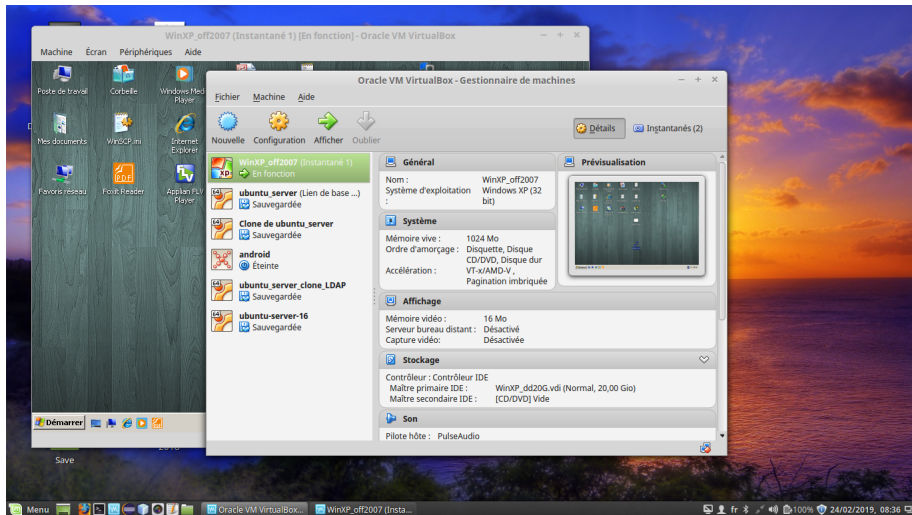 WinXP_off2007 (Instantané 1) [En fonction] - Oracle VM VirtualBox
Machine Écran Périphériques Aide
Poste de travail
Corbeille
Windows Med
Player
Mes documents
WinSCP.ini
Internet
Explorer
Favoris réseau
Foxit Reader
Applian FLV
Player
Démarrer
Save
Oracle VM VirtualBox - Gestionnaire de machines
Fichier Machine Aide
Nouvelle Configuration Afficher Oublier
Détails Instantanés (2)
WinXP_off2007 (Instantané 1)
En fonction
ubuntu_server (Lien de base ...)
Sauvegardée
Clone de ubuntu_server
Sauvegardée
android
Éteinte
ubuntu_server_clone_LDAP
Sauvegardée
ubuntu-server-16
Sauvegardée
Général
Nom : WinXP_off2007
Système d'exploitation Windows XP (32
: bit)
Système
Mémoire vive : 1024 Mo
Ordre d'amorçage : Disquette, Disque
CD/DVD, Disque dur
Accélération : VT-x/AMD-V ,
Pagination imbriquée
Prévisualisation
Affichage
Mémoire vidéo : 16 Mo
Serveur bureau distant : Désactivé
Capture vidéo: Désactivée
Stockage
Contrôleur : Contrôleur IDE
Maître primaire IDE : WinXP_dd20G.vdi (Normal, 20,00 Gio)
Maître secondaire IDE : [CD/DVD] Vide
Son
Pilote hôte : PulseAudio
Menu
Oracle VM VirtualBox...
WinXP_off2007 (Insta...
fr
100%
24/02/2019, 08:36